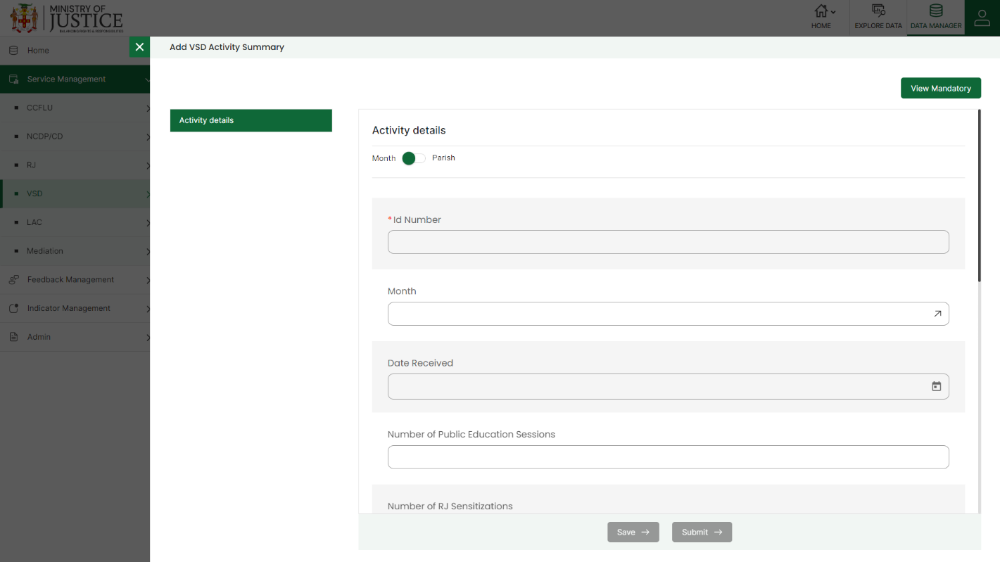 MINISTRY OF
JUSTICE
BALANCING RIGHTS & RESPONSIBILITIES
HOME
EXPLORE DATA
DATA MANAGER
Home
Add VSD Activity Summary
Service Management
CCFLU
NCDP/CD
RJ
VSD
LAC
Mediation
Feedback Management
Indicator Management
Admin
View Mandatory
Activity details
Activity details
Month
Parish
*Id Number
Month
Date Received
Number of Public Education Sessions
Number of RJ Sensitizations
Save
Submit